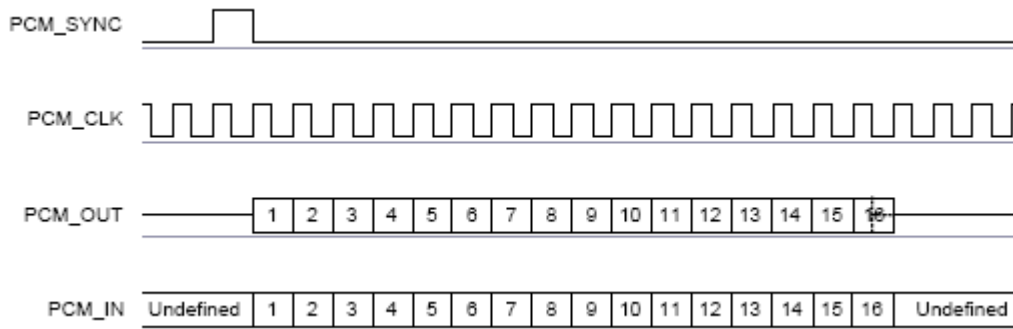 PCM_SYNC
PCM_CLK
PCM_OUT 1 2 3 4 5 6 7 8 9 10 11 12 13 14 15 16
PCM_IN Undefined 1 2 3 4 5 6 7 8 9 10 11 12 13 14 15 16 Undefined